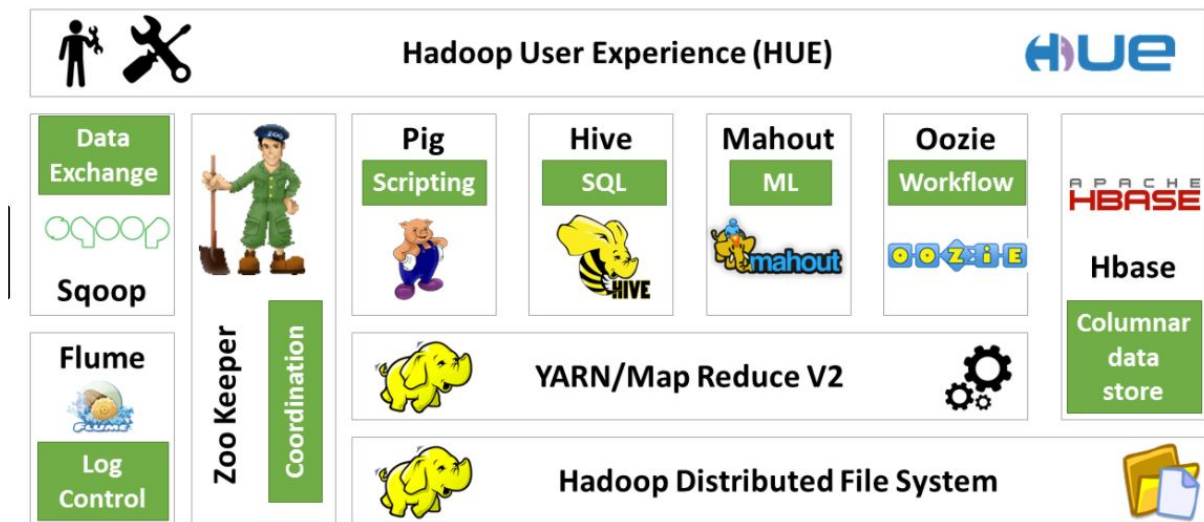 Hadoop User Experience (HUE)
HUE
Data
Exchange
sqoop
Sqoop
Flume
FLUME
Log
Control
ZOO
Zoo Keeper
Coordination
Pig
Scripting
Hive
SQL
HIVE
Mahout
ML
mahout
Oozie
Workflow
OOZiE
APACHE
HBASE
Hbase
Columnar
data
store
YARN/Map Reduce V2
Hadoop Distributed File System